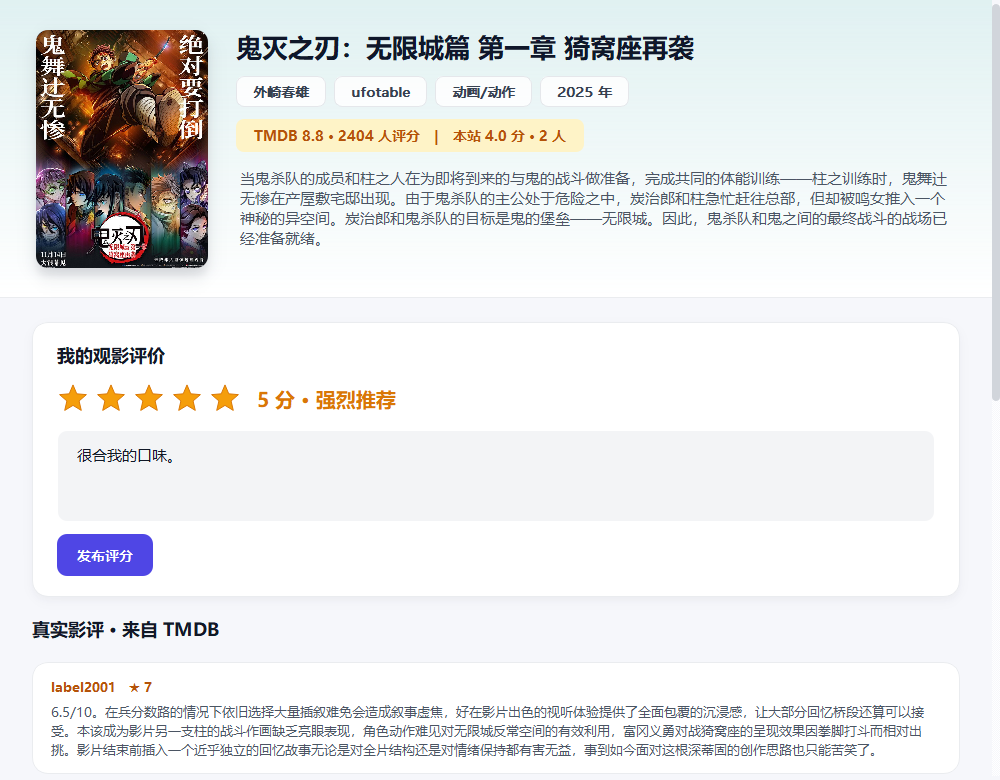 鬼舞辻无惨
绝对要打倒
鬼灭之刃
11月14日
鬼灭之刃：无限城篇 第一章 猗窝座再袭
外崎春雄
ufotable
动画/动作
2025 年
TMDB 8.8 • 2404 人评分 | 本站 4.0 分 • 2 人
当鬼杀队的成员和柱之人在为即将到来的与鬼的战斗做准备，完成共同的体能训练——柱之训练时，鬼舞辻
无惨在产屋敷宅邸出现。由于鬼杀队的主公处于危险之中，炭治郎和柱急忙赶往总部，但却被鸣女推入一个
神秘的异空间。炭治郎和鬼杀队的目标是鬼的堡垒——无限城。因此，鬼杀队和鬼之间的最终战斗的战场已
经准备就绪。
我的观影评价
5 分 • 强烈推荐
很合我的口味。
发布评分
真实影评 • 来自 TMDB
label2001 ★ 7
6.5/10。在兵分数路的情况下依旧选择大量插叙难免会造成叙事虚焦，好在影片出色的视听体验提供了全面包覆的沉浸感，让大部分回忆桥段还算可以接
受。本该成为影片另一支柱的战斗作画缺乏亮眼表现，角色动作难见对无限城反常空间的有效利用，富冈义勇对战猗窝座的呈现效果因拳脚打斗而相对出
挑。影片结束前插入一个近乎独立的回忆故事无论是对全片结构还是对情绪保持都有害无益，事到如今面对这根深蒂固的创作思路也只能苦笑了。